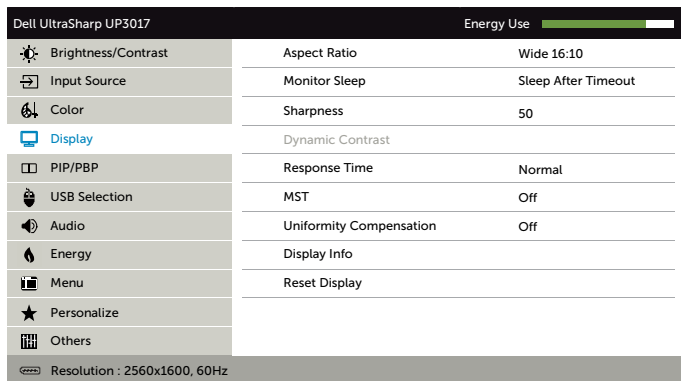 Dell UltraSharp UP3017 Energy Use
Brightness/Contrast Aspect Ratio Wide 16:10
Input Source Monitor Sleep Sleep After Timeout
Color Sharpness 50
Display Dynamic Contrast
PIP/PBP Response Time Normal
USB Selection MST Off
Audio Uniformity Compensation Off
Energy Display Info
Menu Reset Display
Personalize
Others
Resolution : 2560x1600, 60Hz